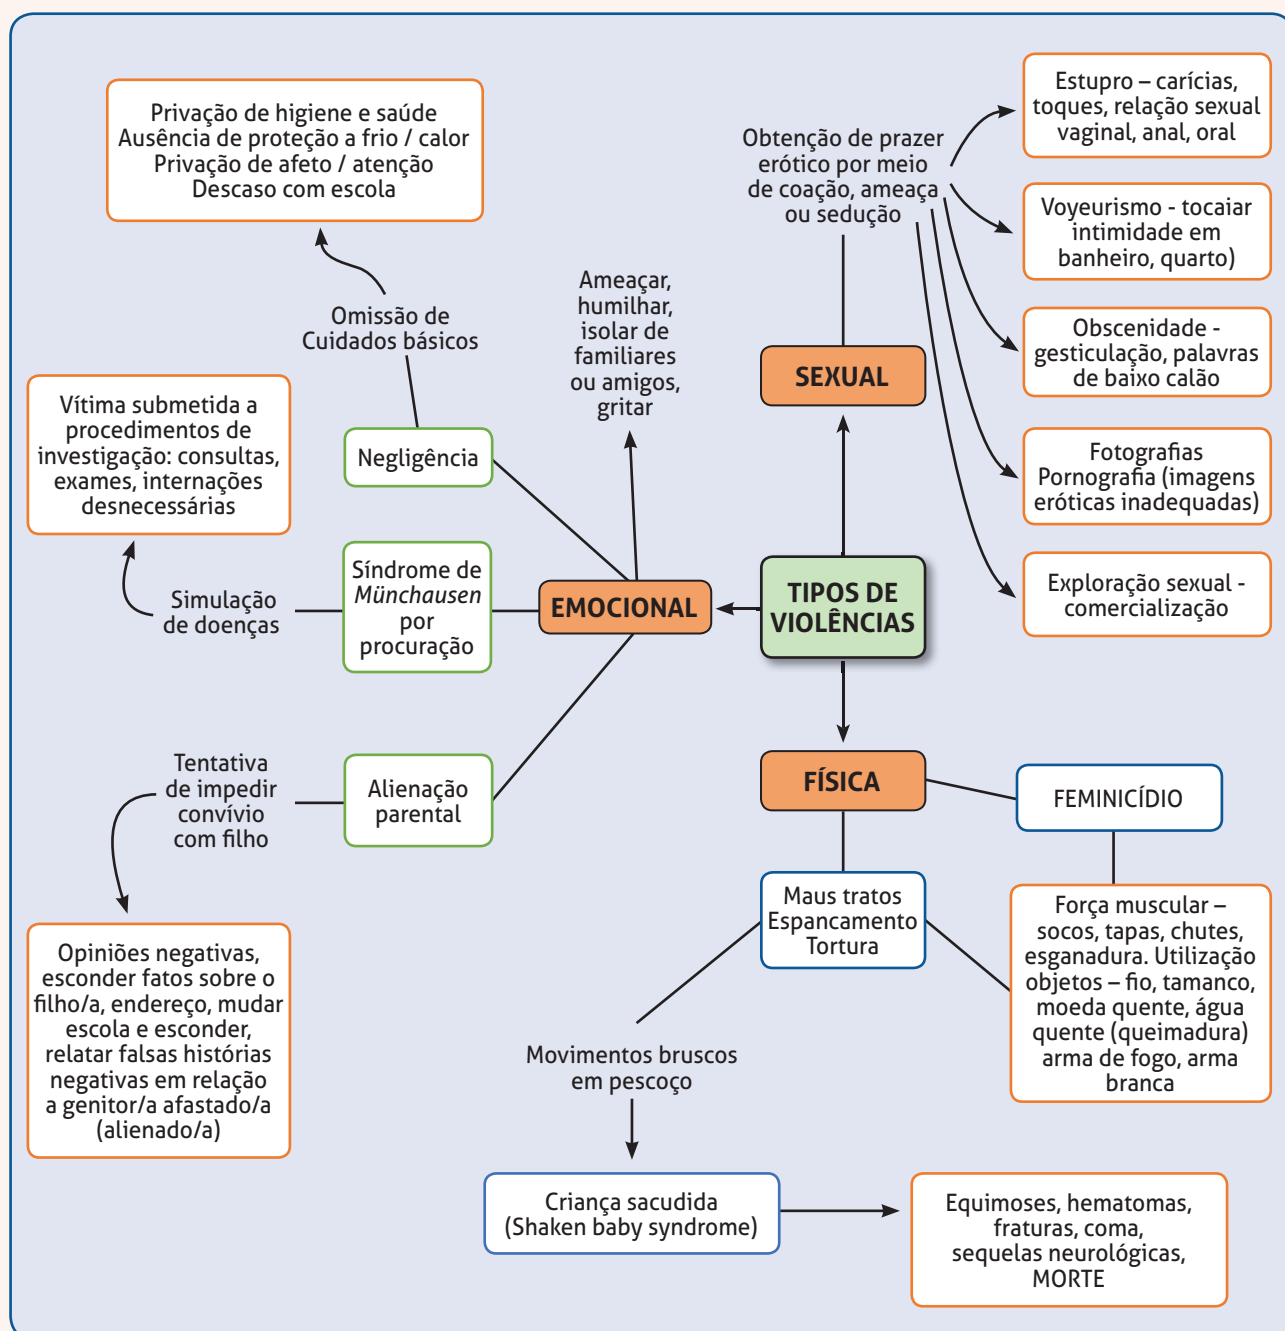 Privação de higiene e saúde
Ausência de proteção a frio / calor
Privação de afeto / atenção
Descaso com escola
Omissão de
Cuidados básicos
Negligência
Vítima submetida a
procedimentos de
investigação: consultas,
exames, internações
desnecessárias
Simulação
de doenças
Síndrome de
Münchausen
por
procuração
Tentativa
de impedir
convívio
com filho
Alienação
parental
Opiniões negativas,
esconder fatos sobre o
filho/a, endereço, mudar
escola e esconder,
relatar falsas histórias
negativas em relação
a genitor/a afastado/a
(alienado/a)
Ameaçar,
humilhar,
isolar de
familiares
ou amigos,
gritar
EMOCIONAL
TIPOS DE
VIOLÊNCIAS
SEXUAL
Obtenção de prazer
erótico por meio
de coação, ameaça
ou sedução
Estupro – carícias,
toques, relação sexual
vaginal, anal, oral
Voyeurismo - tocaiar
intimidade em
banheiro, quarto)
Obscenidade -
gesticulação, palavras
de baixo calão
Fotografias
Pornografia (imagens
eróticas inadequadas)
Exploração sexual -
comercialização
FÍSICA
FEMINICÍDIO
Maus tratos
Espancamento
Tortura
Força muscular –
socos, tapas, chutes,
esganadura. Utilização
objetos – fio, tamanco,
moeda quente, água
quente (queimadura)
arma de fogo, arma
branca
Movimentos bruscos
em pescoço
Criança sacudida
(Shaken baby syndrome)
Equimoses, hematomas,
fraturas, coma,
sequelas neurológicas,
MORTE